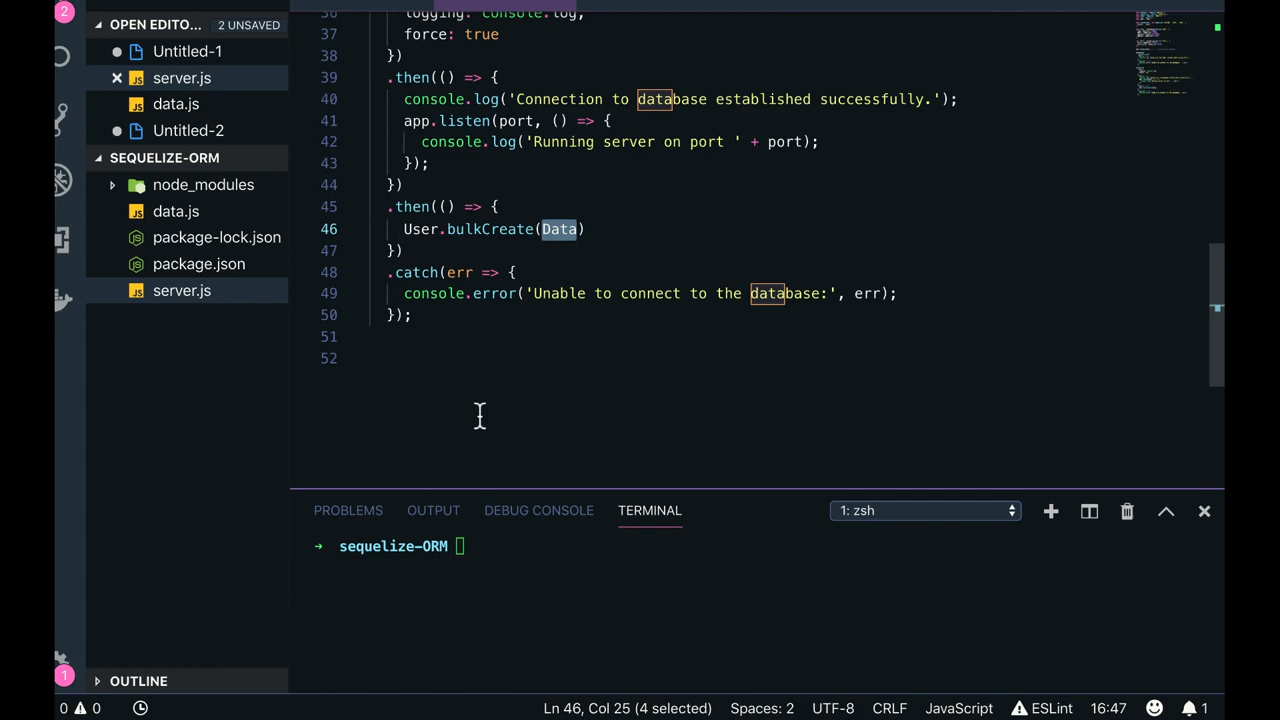 2
OPEN EDITO... 2 UNSAVED
Untitled-1
server.js
data.js
Untitled-2
SEQUELIZE-ORM
node_modules
data.js
package-lock.json
package.json
server.js
OUTLINE
36 logging: console.log,
37 force: true
38 })
39 .then(() => {
40 console.log('Connection to database established successfully.');
41 app.listen(port, () => {
42 console.log('Running server on port ' + port);
43 });
44 })
45 .then(() => {
46 User.bulkCreate(Data)
47 })
48 .catch(err => {
49 console.error('Unable to connect to the database:', err);
50 });
51
52
PROBLEMS OUTPUT DEBUG CONSOLE TERMINAL 1: zsh
➜ sequelize-ORM
1
0 0 Ln 46, Col 25 (4 selected) Spaces: 2 UTF-8 CRLF JavaScript ESLint 16:47 1